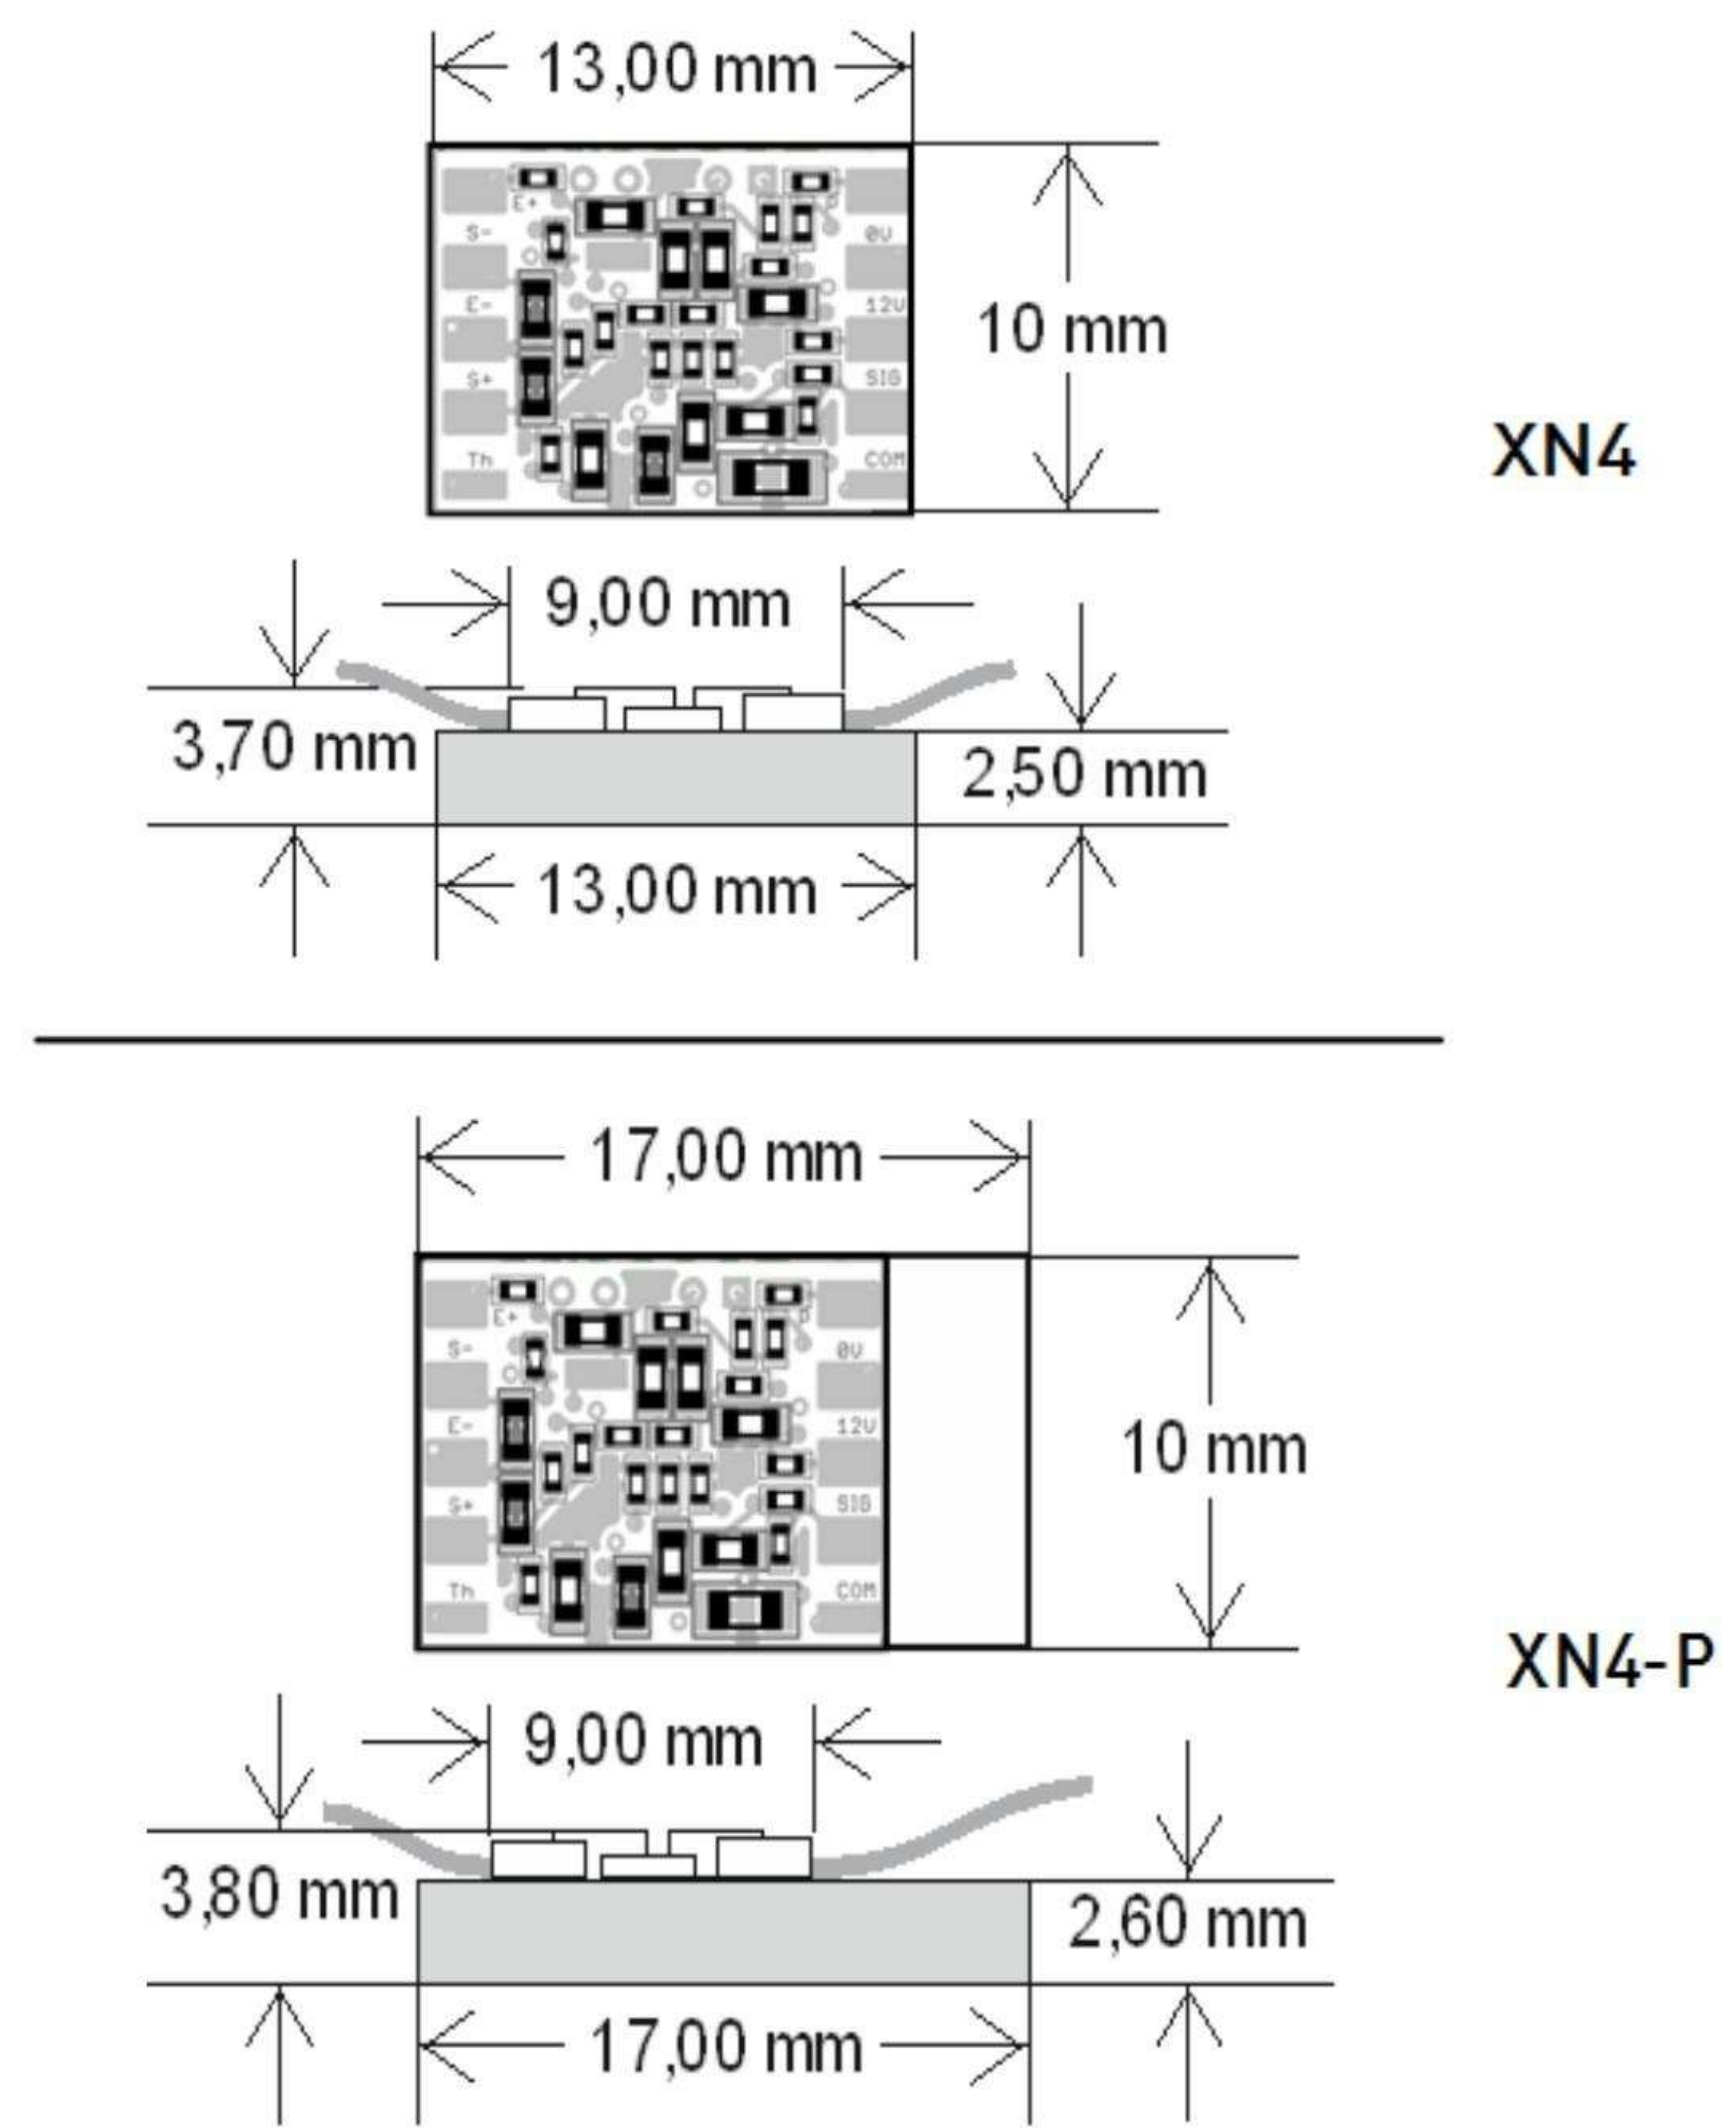 13,00 mm
E+
S-
0V
E-
12V
10 mm
S+
SIG
Th
COM
XN4
9,00 mm
3,70 mm
2,50 mm
13,00 mm
17,00 mm
E+
S-
0V
E-
12V
10 mm
S+
SIG
Th
COM
XN4-P
9,00 mm
3,80 mm
2,60 mm
17,00 mm